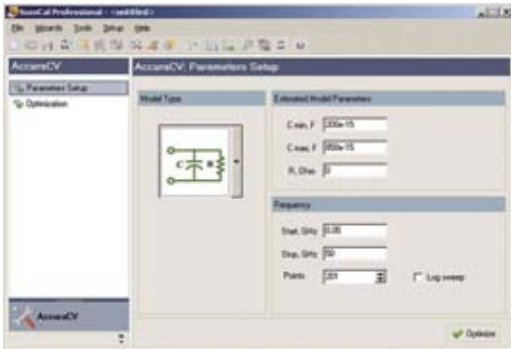 SussCal Professional - <untitled>
File Wizards Tools Setup Help
AccuraCV
AccuraCV: Parameters Setup
Parameters Setup
Optimization
Model Type
C
R
Estimated Model Parameters
C min, F 200e-15
C max, F 850e-15
R, Ohm 0
Frequency
Start, GHz 0.05
Stop, GHz 50
Points 201
Log sweep
AccuraCV
Optimize